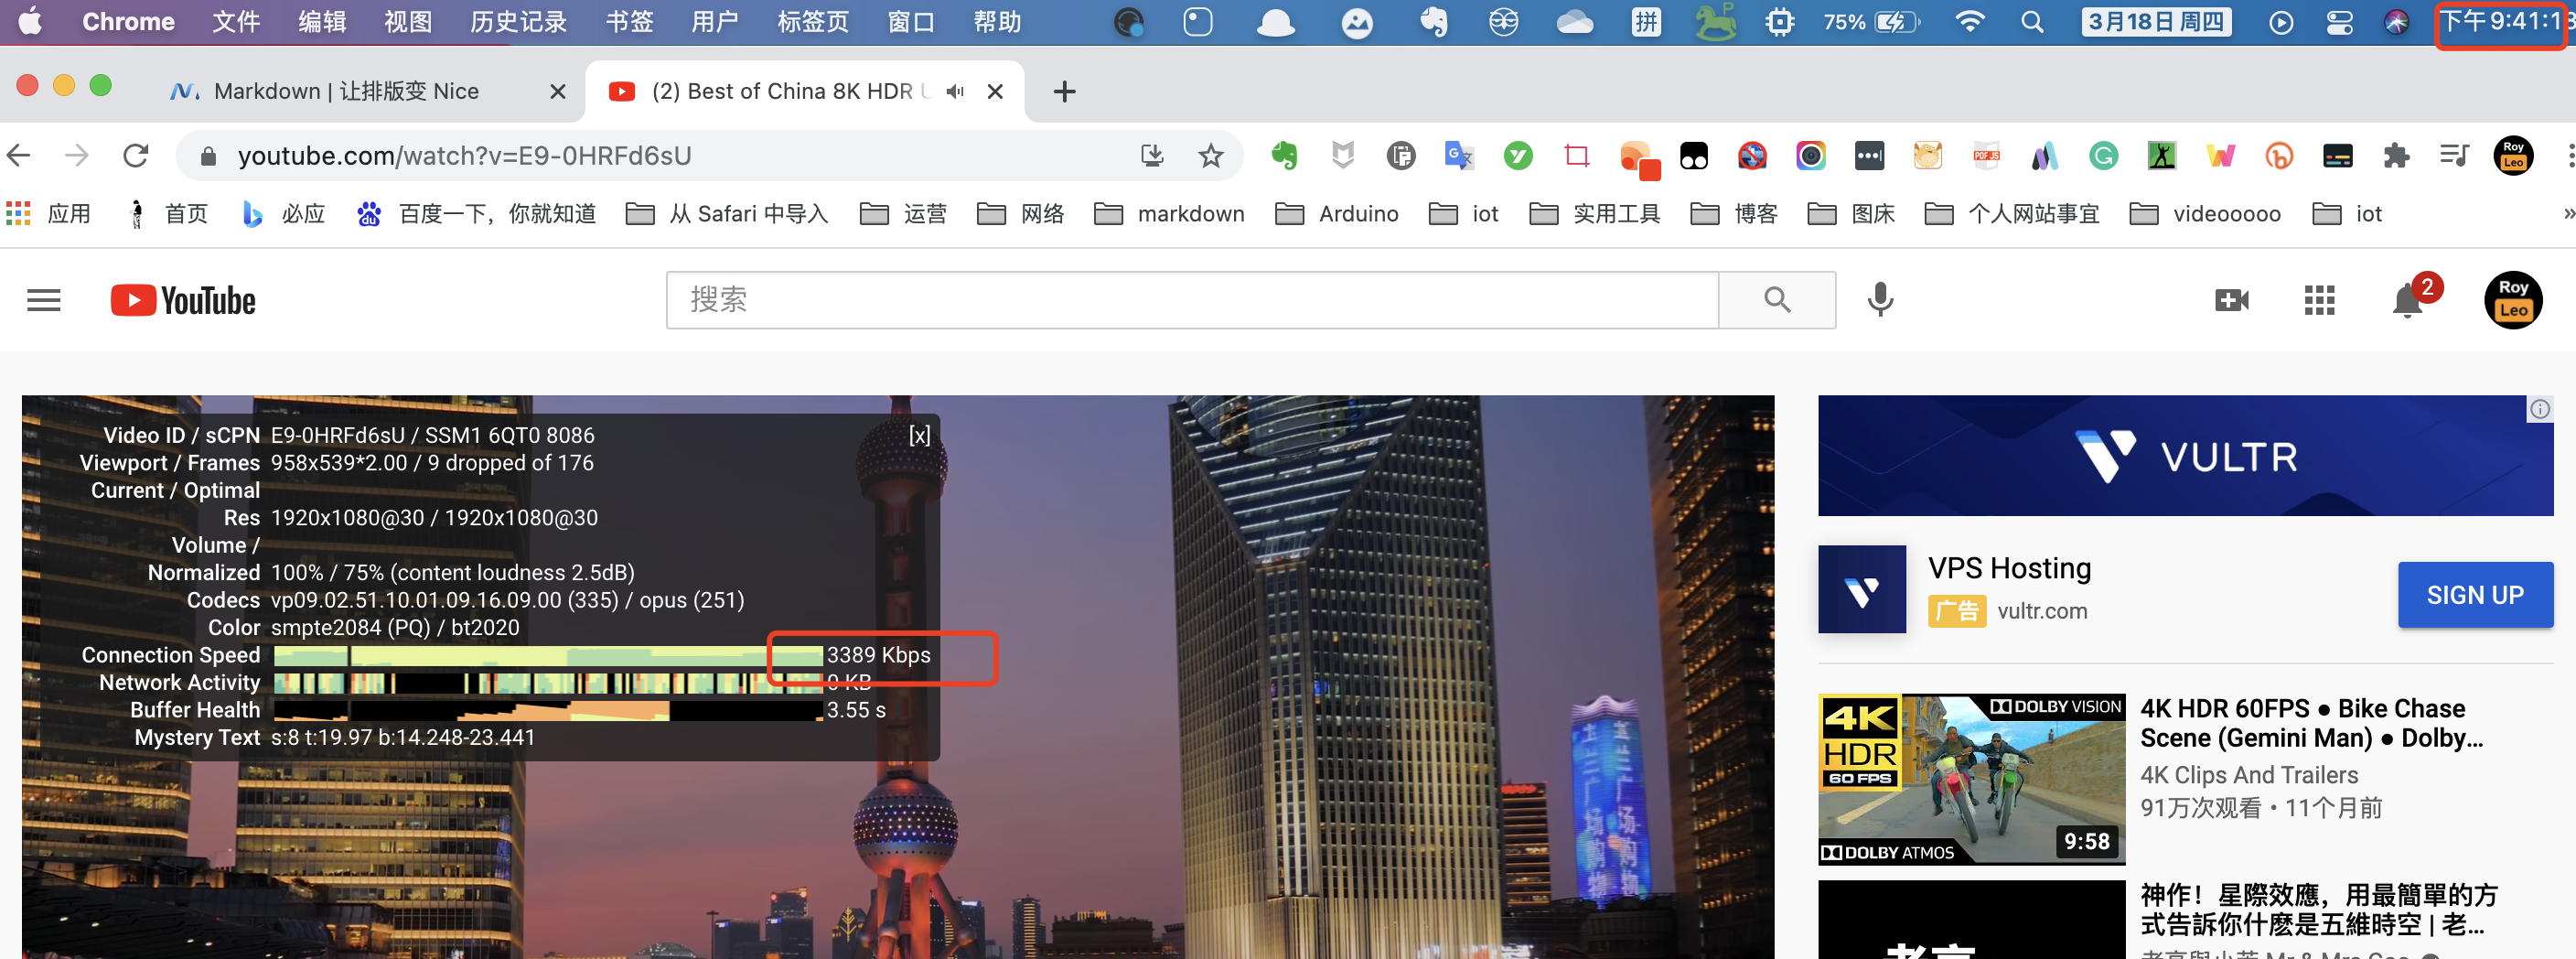 Chrome 文件 编辑 视图 历史记录 书签 用户 标签页 窗口 帮助 拼 P 75% 3月18日 周四 下午9:41:13
Markdown | 让排版变 Nice (2) Best of China 8K HDR U
youtube.com/watch?v=E9-0HRFd6sU
应用 首页 必应 百度一下，你就知道 从 Safari 中导入 运营 网络 markdown Arduino iot 实用工具 博客 图床 个人网站事宜 videooooo iot »
YouTube 搜索 2 Roy Leo
Video ID / sCPN E9-0HRFd6sU / SSM1 6QT0 8086 [x]
Viewport / Frames 958x539*2.00 / 9 dropped of 176
Current / Optimal
Res 1920x1080@30 / 1920x1080@30
Volume /
Normalized 100% / 75% (content loudness 2.5dB)
Codecs vp09.02.51.10.01.09.16.09.00 (335) / opus (251)
Color smpte2084 (PQ) / bt2020
Connection Speed 3389 Kbps
Network Activity 0 KB
Buffer Health 3.55 s
Mystery Text s:8 t:19.97 b:14.248-23.441
VULTR
VPS Hosting
广告 vultr.com
SIGN UP
4K HDR 60 FPS
DOLBY VISION
DOLBY ATMOS
9:58
4K HDR 60FPS ● Bike Chase
Scene (Gemini Man) ● Dolby...
4K Clips And Trailers
91万次观看 • 11个月前
神作！星際效應，用最簡單的方
式告訴你什麽是五維時空 | 老...